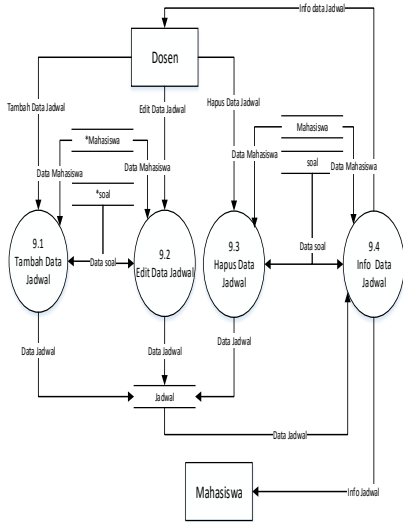 Info data Jadwal
Dosen
Tambah Data Jadwal
Edit Data Jadwal
Hapus Data Jadwal
*Mahasiswa
Mahasiswa
Data Mahasiswa
Data Mahasiswa
Data Mahasiswa
Data Mahasiswa
*soal
soal
9.1
Tambah Data
Jadwal
9.2
Edit Data Jadwal
9.3
Hapus Data
Jadwal
9.4
Info Data
Jadwal
Data soal
Data soal
Data Jadwal
Data Jadwal
Data Jadwal
Jadwal
Data Jadwal
Mahasiswa
Info Jadwal